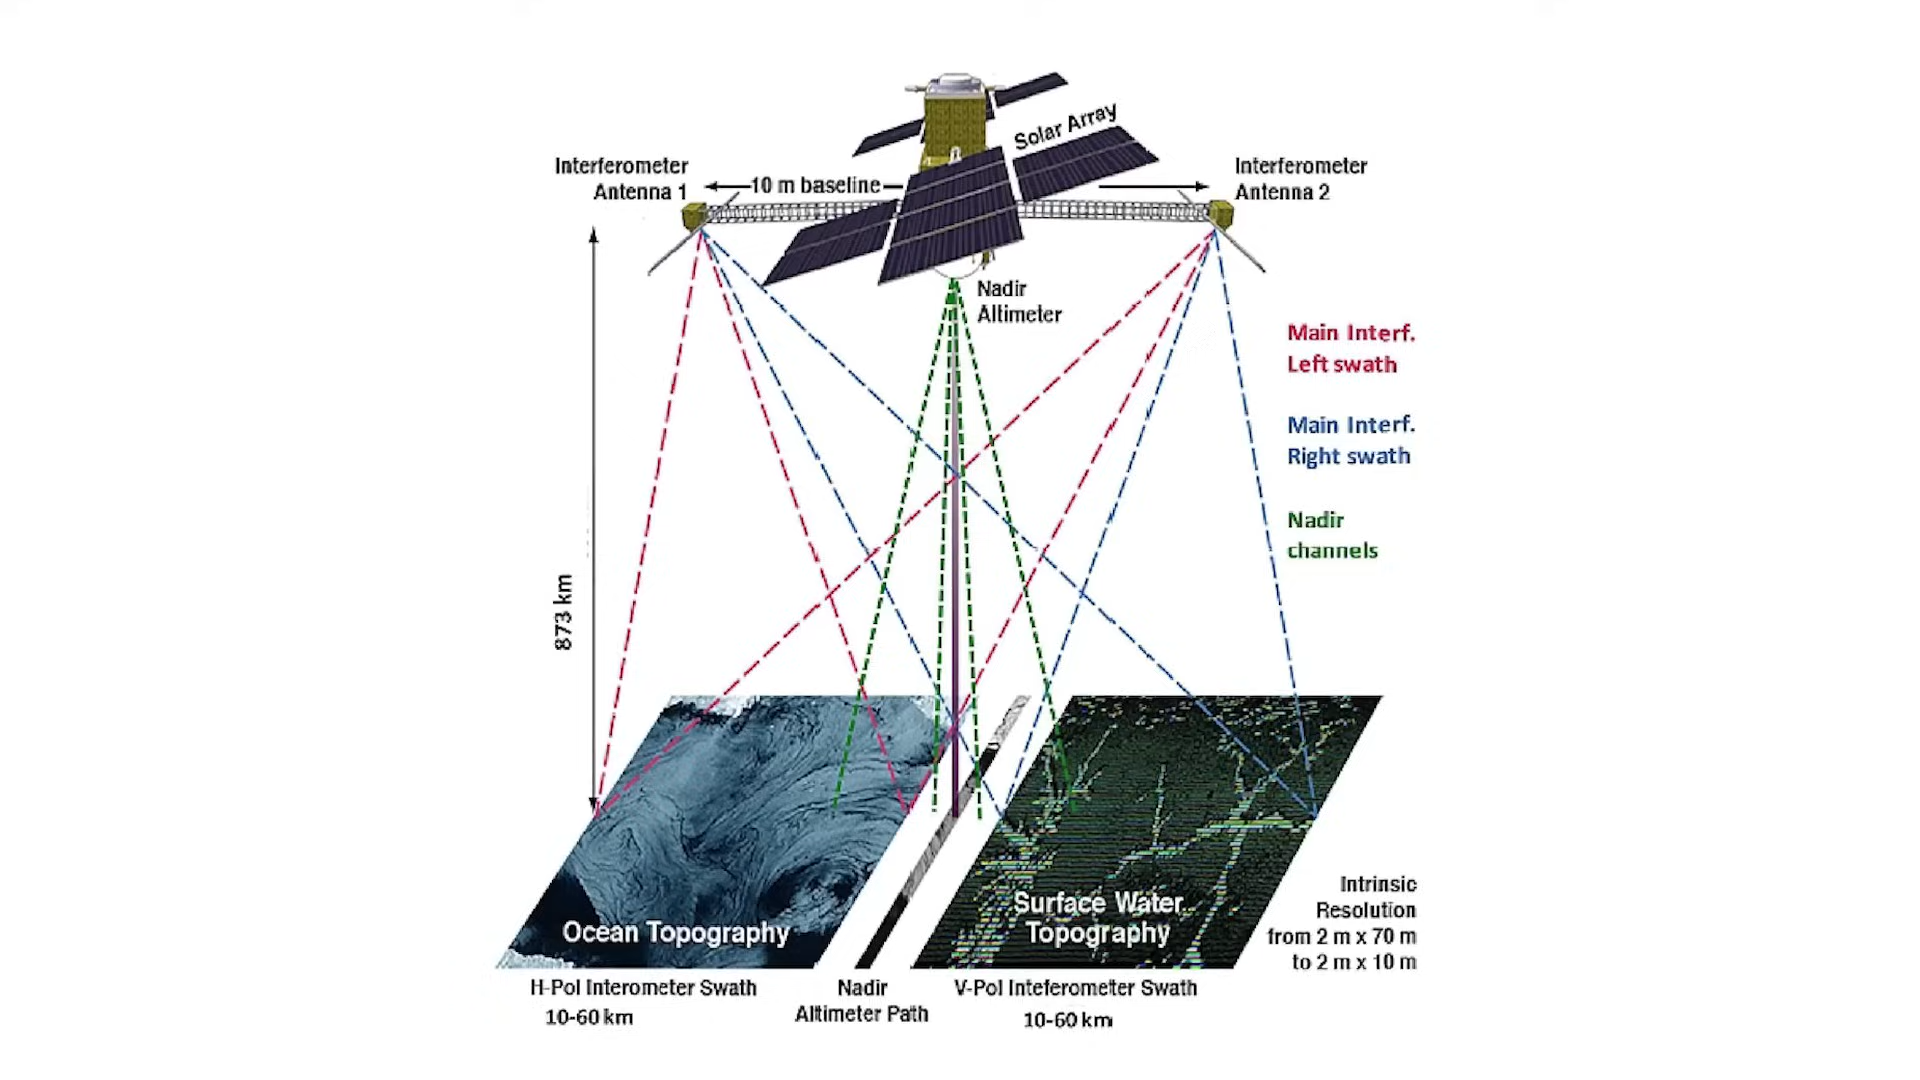 Solar Array
Interferometer
Antenna 1
10 m baseline
Interferometer
Antenna 2
Nadir
Altimeter
Main Interf.
Left swath
Main Interf.
Right swath
Nadir
channels
873 km
Ocean Topography
Surface Water
Topography
Intrinsic
Resolution
from 2 m x 70 m
to 2 m x 10 m
H-Pol Interometer Swath
10-60 km
Nadir
Altimeter Path
V-Pol Inteferometer Swath
10-60 km